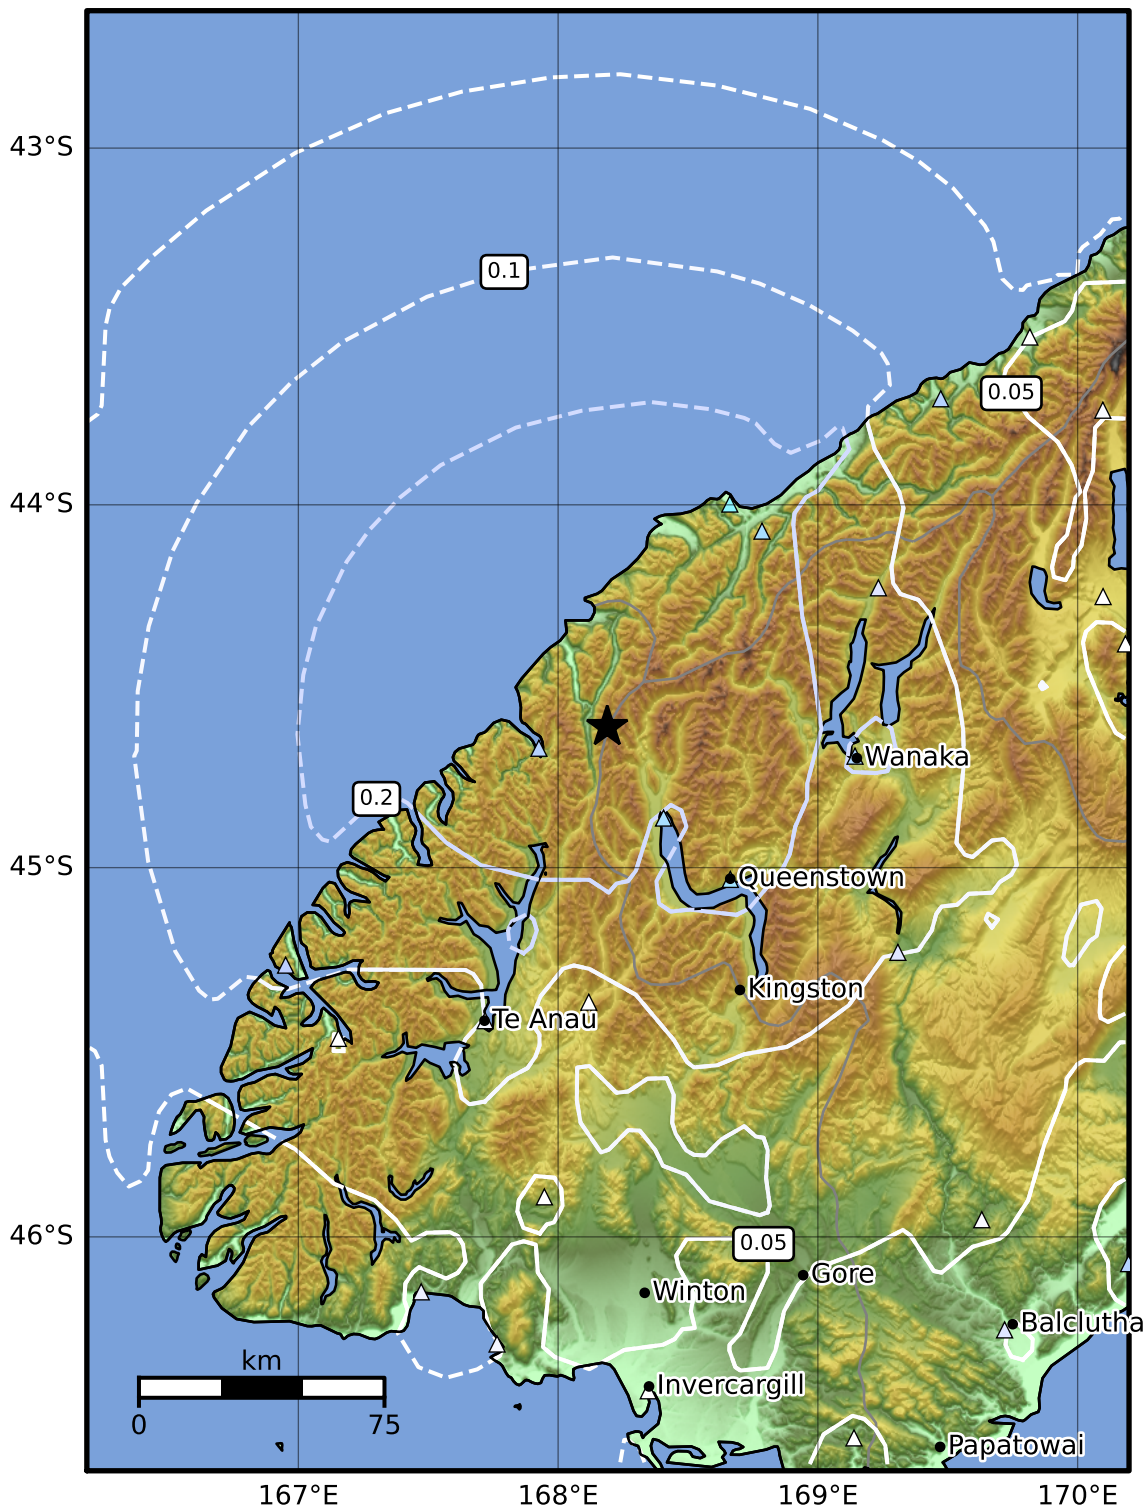 43°S
0.1
0.05
44°S
Wanaka
0.2
45°S
Queenstown
Kingston
Te Anau
46°S
0.05
Gore
Winton
Balclutha
km
Invercargill
0
75
Papatowai
167°E
168°E
169°E
170°E